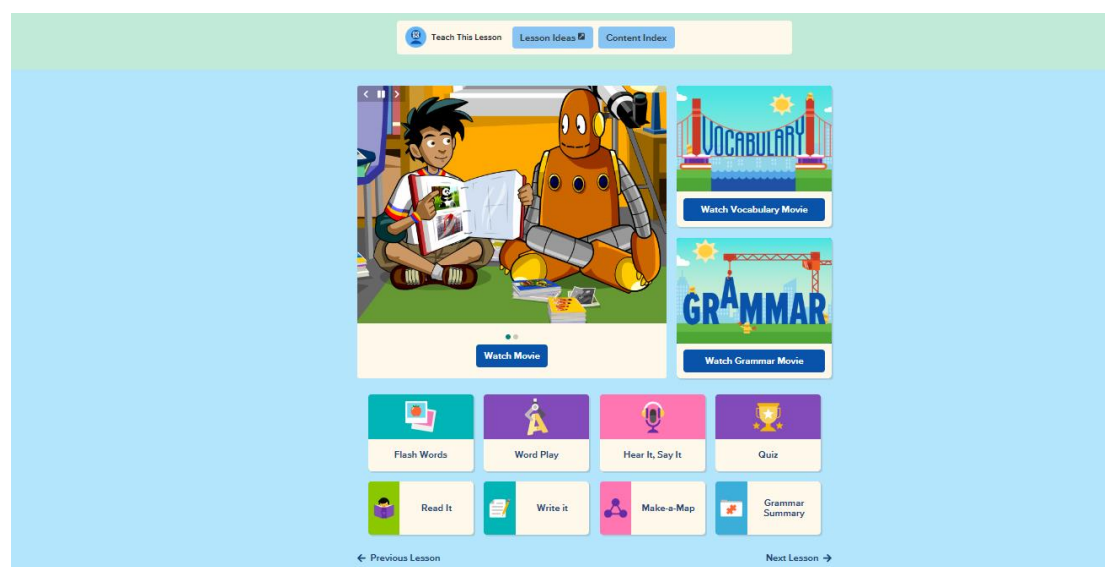 Teach This Lesson
Lesson Ideas
Content Index
VOCABULARY
Watch Vocabulary Movie
GRAMMAR
Watch Movie
Watch Grammar Movie
Flash Words
Word Play
Hear It, Say It
Quiz
Read It
Write it
Make-a-Map
Grammar
Summary
← Previous Lesson
Next Lesson →